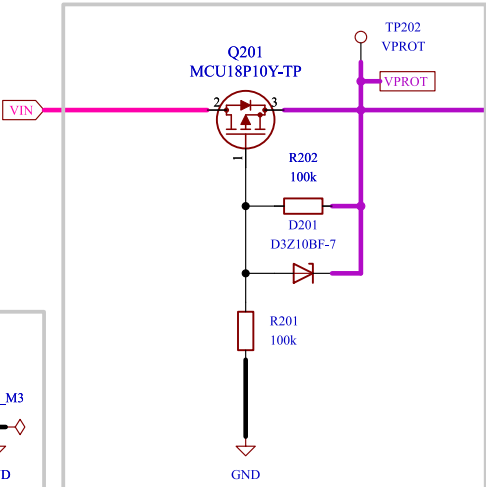 TP202
VPROT
Q201
MCU18P10Y-TP
VPROT
VIN
2
3
1
R202
100k
D201
D3Z10BF-7
R201
100k
_M3
GND
D